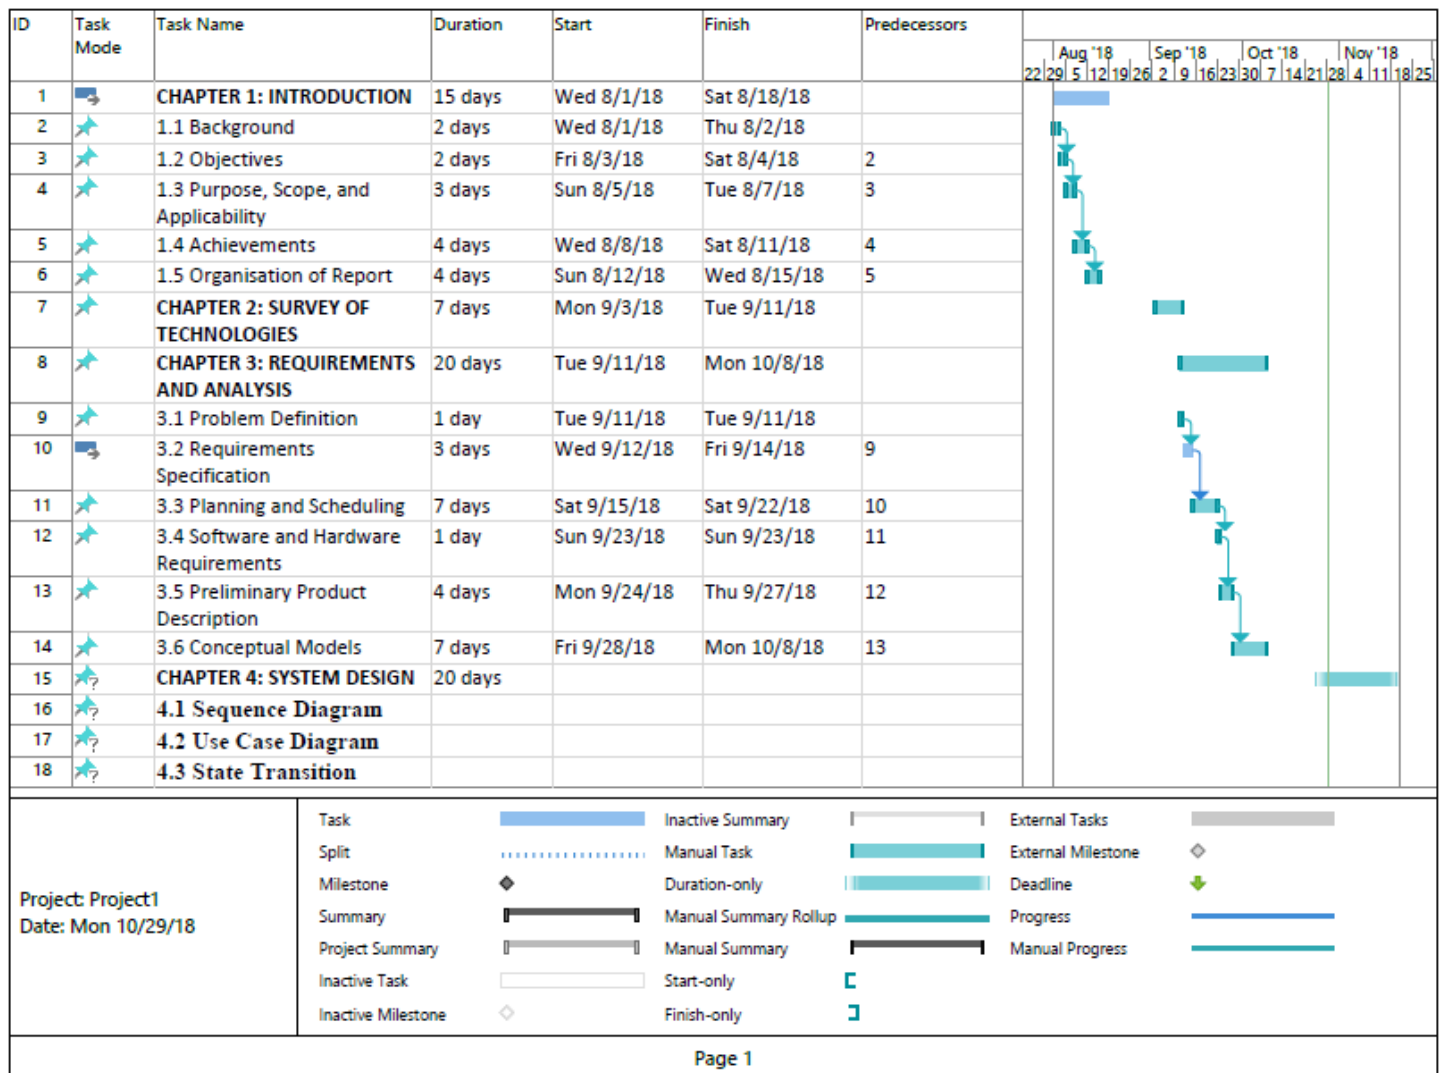 ID Task Mode Task Name Duration Start Finish Predecessors
Aug '18 Sep '18 Oct '18 Nov '18
22 29 5 12 19 26 2 9 16 23 30 7 14 21 28 4 11 18 25
1 CHAPTER 1: INTRODUCTION 15 days Wed 8/1/18 Sat 8/18/18
2 1.1 Background 2 days Wed 8/1/18 Thu 8/2/18
3 1.2 Objectives 2 days Fri 8/3/18 Sat 8/4/18 2
4 1.3 Purpose, Scope, and 3 days Sun 8/5/18 Tue 8/7/18 3
Applicability
5 1.4 Achievements 4 days Wed 8/8/18 Sat 8/11/18 4
6 1.5 Organisation of Report 4 days Sun 8/12/18 Wed 8/15/18 5
7 CHAPTER 2: SURVEY OF 7 days Mon 9/3/18 Tue 9/11/18
TECHNOLOGIES
8 CHAPTER 3: REQUIREMENTS 20 days Tue 9/11/18 Mon 10/8/18
AND ANALYSIS
9 3.1 Problem Definition 1 day Tue 9/11/18 Tue 9/11/18
10 3.2 Requirements 3 days Wed 9/12/18 Fri 9/14/18 9
Specification
11 3.3 Planning and Scheduling 7 days Sat 9/15/18 Sat 9/22/18 10
12 3.4 Software and Hardware 1 day Sun 9/23/18 Sun 9/23/18 11
Requirements
13 3.5 Preliminary Product 4 days Mon 9/24/18 Thu 9/27/18 12
Description
14 3.6 Conceptual Models 7 days Fri 9/28/18 Mon 10/8/18 13
15 CHAPTER 4: SYSTEM DESIGN 20 days
16 4.1 Sequence Diagram
17 4.2 Use Case Diagram
18 4.3 State Transition
Project: Project1
Date: Mon 10/29/18
Task
Split
Milestone
Summary
Project Summary
Inactive Task
Inactive Milestone
Inactive Summary
Manual Task
Duration-only
Manual Summary Rollup
Manual Summary
Start-only
Finish-only
External Tasks
External Milestone
Deadline
Progress
Manual Progress
Page 1